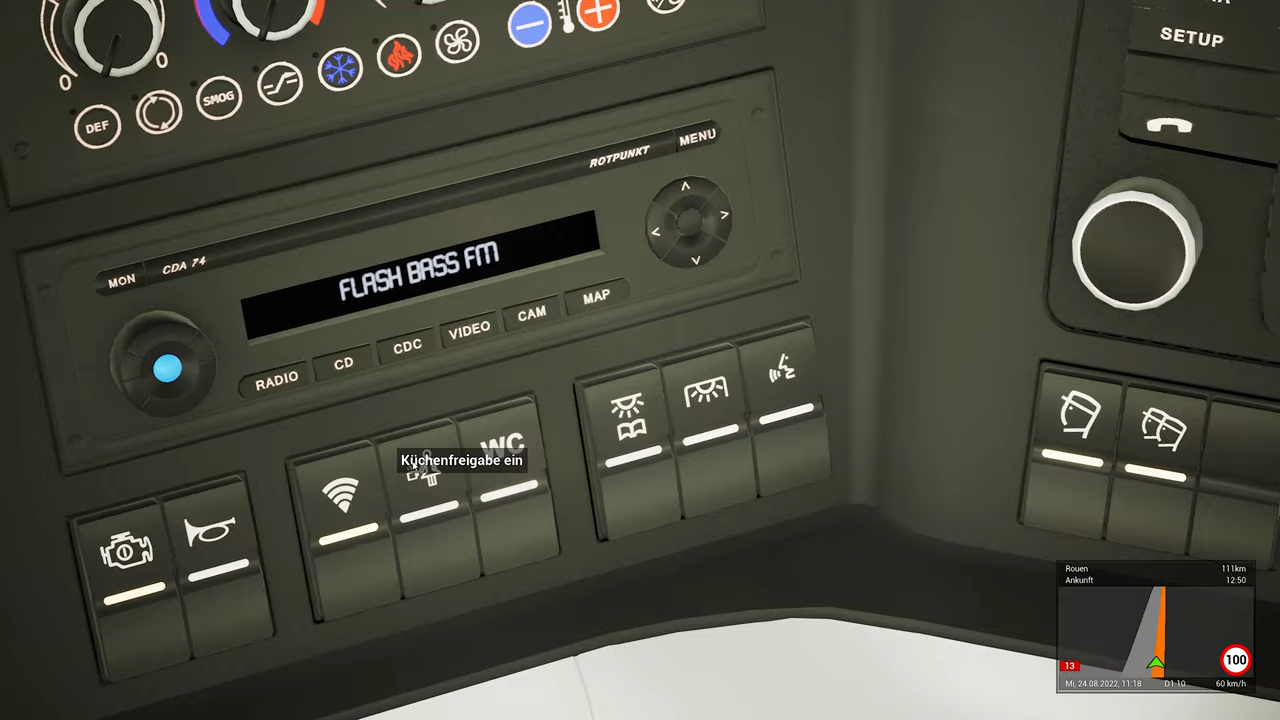 SETUP
0
0
DEF
SMOG
ROTPUNKT
MENU
MON
CDA 74
FLASH BASS FM
RADIO
CD
CDC
VIDEO
CAM
MAP
WC
Küchenfreigabe ein
Rouen 111km
Ankunft 12:50
100
13
Mi, 24.08.2022, 11:18 D1 10 60 km/h